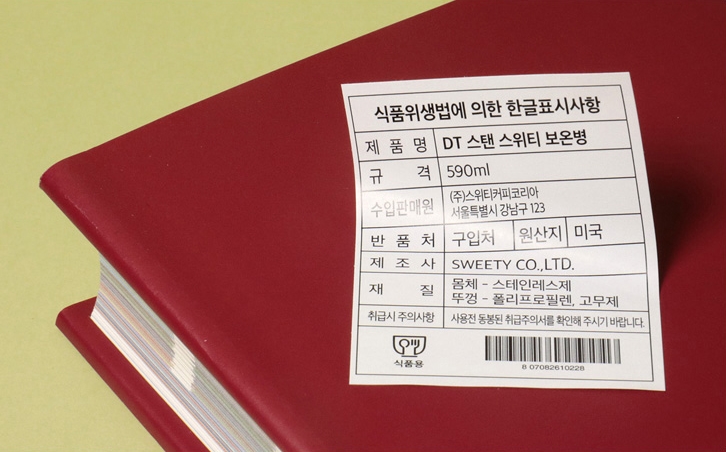 식품위생법에 의한 한글표시사항
제 품 명 DT 스탠 스위티 보온병
규 격 590ml
수입판매원 (주)스위티커피코리아
서울특별시 강남구 123
반 품 처 구입처 원산지 미국
제 조 사 SWEETY CO.,LTD.
재 질 몸체 - 스테인레스제
뚜껑 - 폴리프로필렌, 고무제
취급시 주의사항 사용전 동봉된 취급주의서를 확인해 주시기 바랍니다.
식품용
8 07082610228